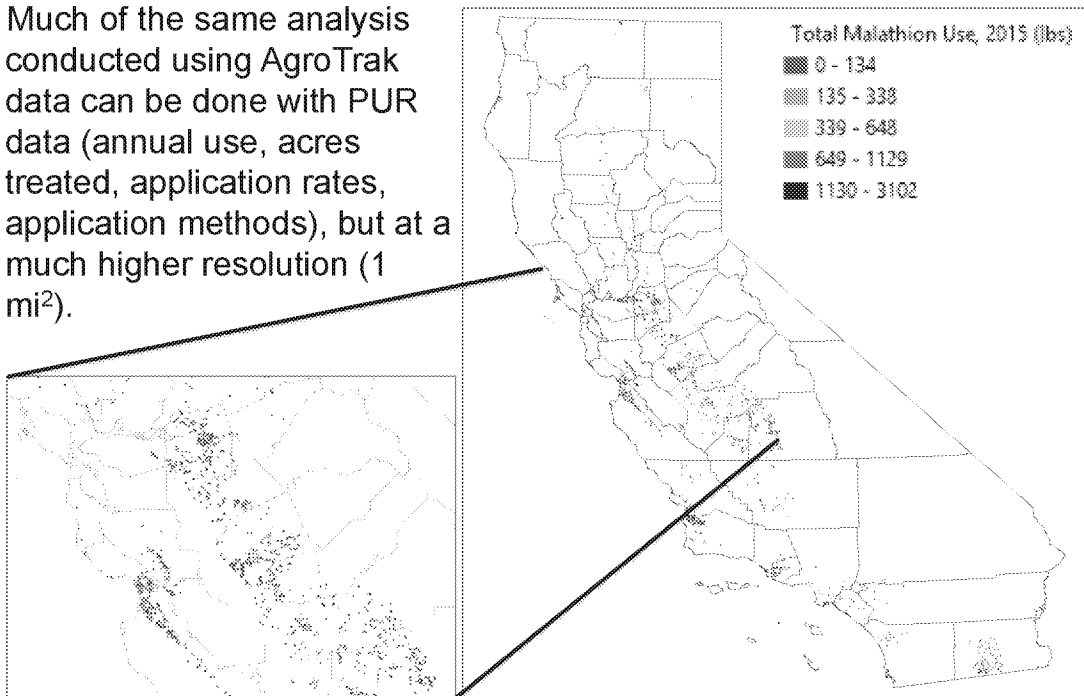 Much of the same analysis
conducted using AgroTrak
data can be done with PUR
data (annual use, acres
treated, application rates,
application methods), but at a
much higher resolution (1
mi²).
Total Malathion Use, 2015 (lbs)
0 - 134
135 - 338
339 - 648
649 - 1129
1130 - 3102